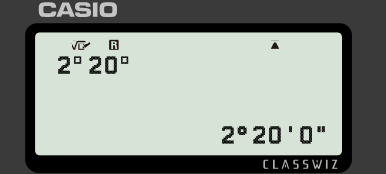 CASIO
√▱ R ▲
2° 20°
2°20'0"
CLASSWIZ